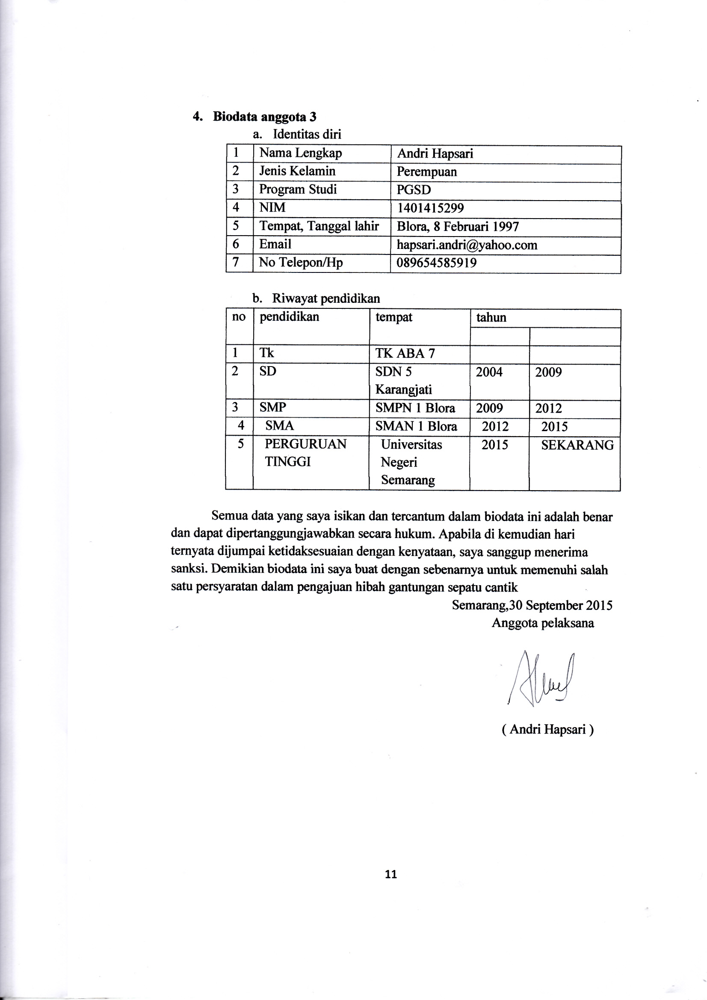 4. Biodata anggota 3
a. Identitas diri
1 Nama Lengkap Andri Hapsari
2 Jenis Kelamin Perempuan
3 Program Studi PGSD
4 NIM 1401415299
5 Tempat, Tanggal lahir Blora, 8 Februari 1997
6 Email hapsari.andri@yahoo.com
7 No Telepon/Hp 089654585919
b. Riwayat pendidikan
no pendidikan tempat tahun
1 Tk TK ABA 7
2 SD SDN 5 2004 2009
Karangjati
3 SMP SMPN 1 Blora 2009 2012
4 SMA SMAN 1 Blora 2012 2015
5 PERGURUAN Universitas 2015 SEKARANG
TINGGI Negeri
Semarang
Semua data yang saya isikan dan tercantum dalam biodata ini adalah benar
dan dapat dipertanggungjawabkan secara hukum. Apabila di kemudian hari
ternyata dijumpai ketidaksesuaian dengan kenyataan, saya sanggup menerima
sanksi. Demikian biodata ini saya buat dengan sebenarnya untuk memenuhi salah
satu persyaratan dalam pengajuan hibah gantungan sepatu cantik
Semarang,30 September 2015
Anggota pelaksana
( Andri Hapsari )
11